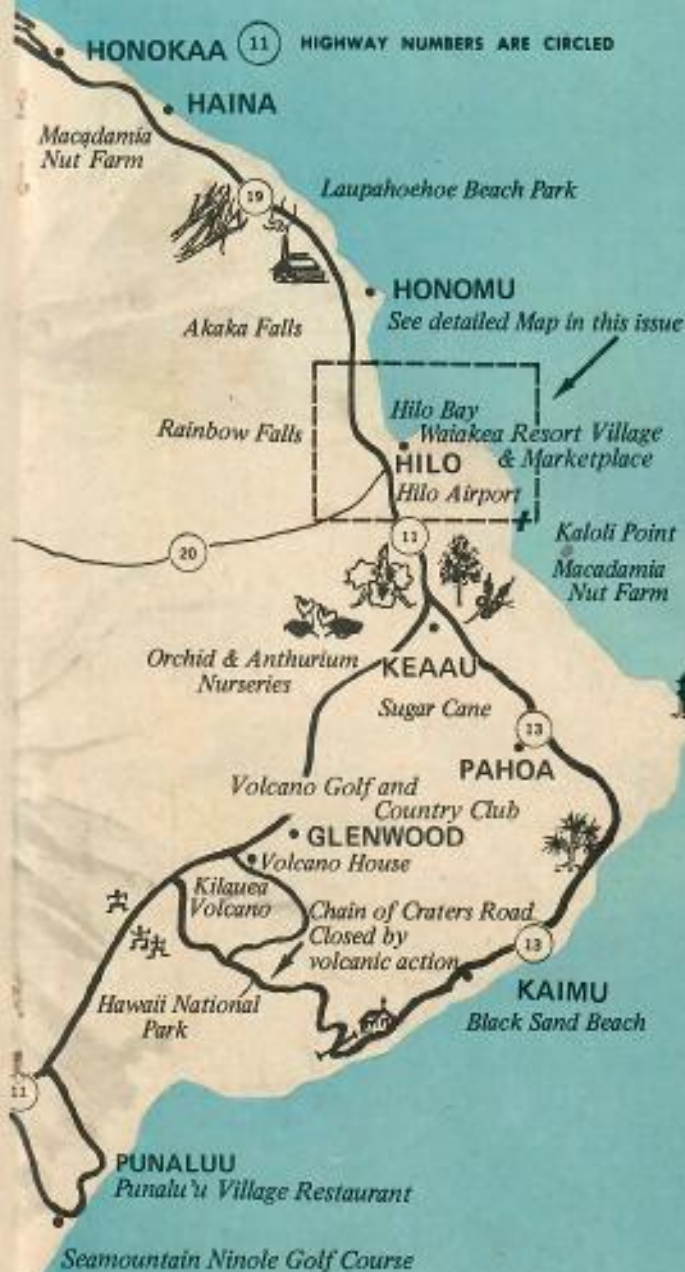 HONOKAA
11 HIGHWAY NUMBERS ARE CIRCLED
HAINA
Macadamia
Nut Farm
19
Laupahoehoe Beach Park
HONOMU
See detailed Map in this issue
Akaka Falls
Hilo Bay
Rainbow Falls
Waiakea Resort Village
& Marketplace
HILO
Hilo Airport
20
11
Kaloli Point
Macadamia
Nut Farm
Orchid & Anthurium
Nurseries
KEAAU
Sugar Cane
13
PAHOA
Volcano Golf and
Country Club
GLENWOOD
Volcano House
Kilauea
Volcano
Chain of Craters Road
Closed by
volcanic action
13
KAIMU
Black Sand Beach
Hawaii National
Park
11
PUNALUU
Punalu'u Village Restaurant
Seamountain Ninole Golf Course